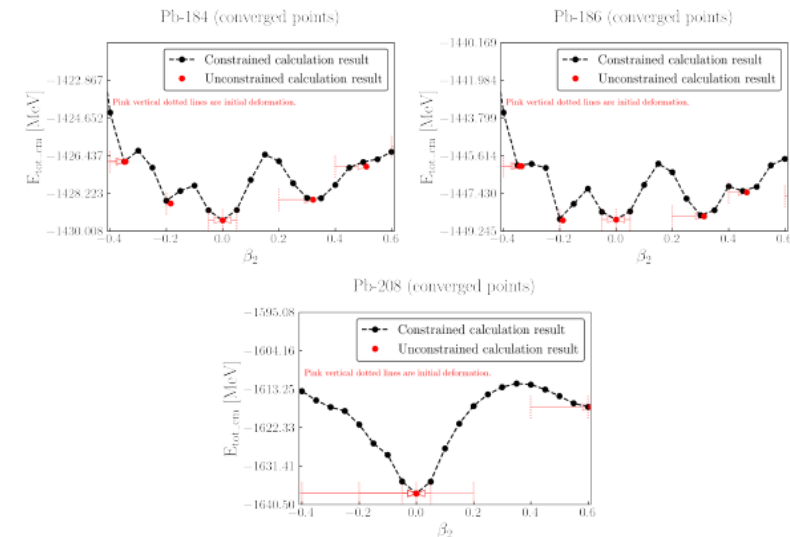 Pb-184 (converged points)
−1422.867
−1424.652
−1426.437
−1428.223
−1430.008
E_tot_cm [MeV]
Constrained calculation result
Unconstrained calculation result
Pink vertical dotted lines are initial deformation.
−0.4 −0.2 0.0 0.2 0.4 0.6
β₂
Pb-186 (converged points)
−1440.169
−1441.984
−1443.799
−1445.614
−1447.430
−1449.245
E_tot_cm [MeV]
Constrained calculation result
Unconstrained calculation result
Pink vertical dotted lines are initial deformation.
−0.4 −0.2 0.0 0.2 0.4 0.6
β₂
Pb-208 (converged points)
−1595.08
−1604.16
−1613.25
−1622.33
−1631.41
−1640.50
E_tot_cm [MeV]
Constrained calculation result
Unconstrained calculation result
Pink vertical dotted lines are initial deformation.
−0.4 −0.2 0.0 0.2 0.4 0.6
β₂